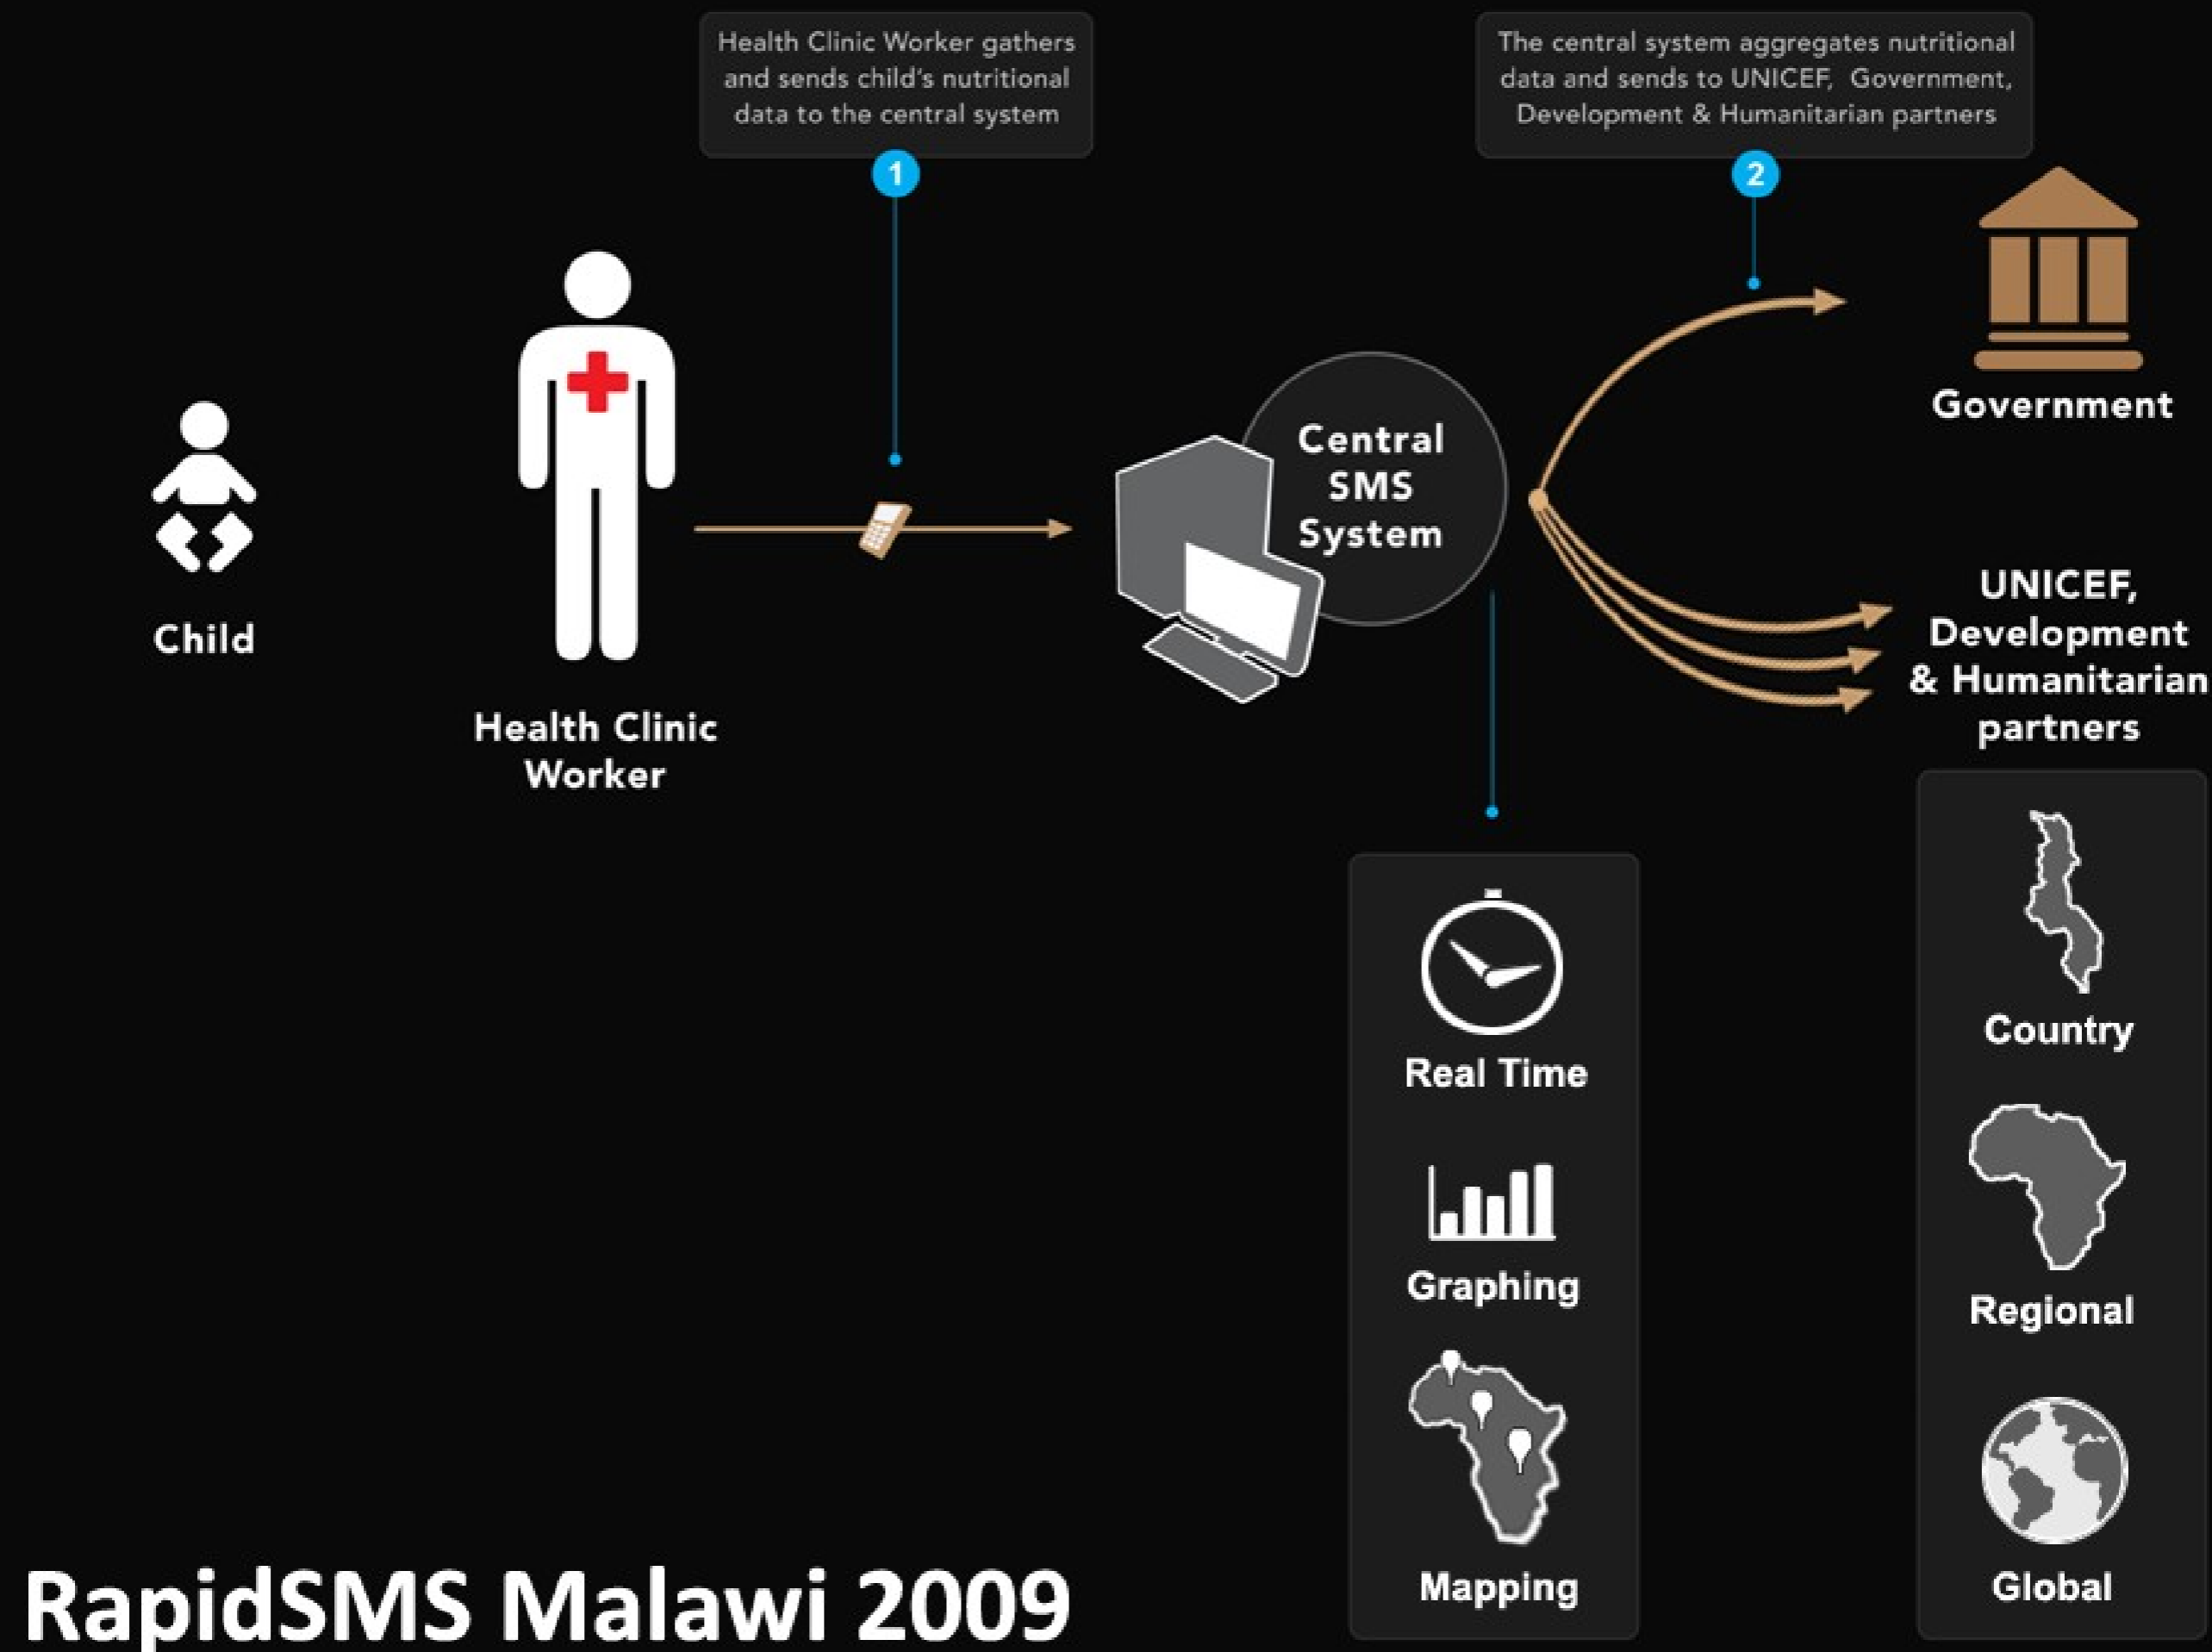 Health Clinic Worker gathers
and sends child's nutritional
data to the central system
1
The central system aggregates nutritional
data and sends to UNICEF, Government,
Development & Humanitarian partners
2
Child
Health Clinic
Worker
Central
SMS
System
Government
UNICEF,
Development
& Humanitarian
partners
Real Time
Graphing
Mapping
Country
Regional
Global
RapidSMS Malawi 2009